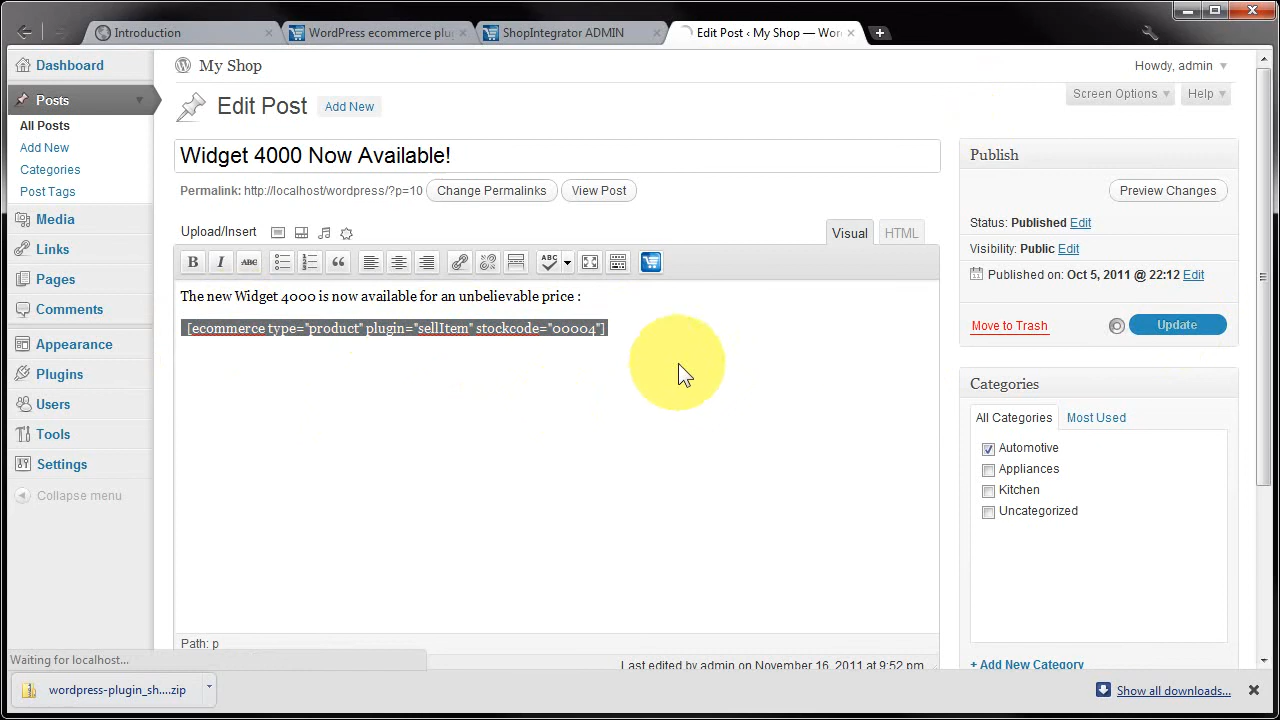 Introduction
WordPress ecommerce plug
ShopIntegrator ADMIN
Edit Post ‹ My Shop — Wor
Dashboard
My Shop
Howdy, admin
Posts
Edit Post
Add New
Screen Options
Help
All Posts
Add New
Categories
Post Tags
Media
Links
Pages
Comments
Appearance
Plugins
Users
Tools
Settings
Collapse menu
Widget 4000 Now Available!
Permalink: http://localhost/wordpress/?p=10
Change Permalinks
View Post
Upload/Insert
Visual
HTML
B I ABC
ABC
The new Widget 4000 is now available for an unbelievable price :
[ecommerce type="product" plugin="sellItem" stockcode="00004"]
Path: p
Last edited by admin on November 16, 2011 at 9:52 pm
Publish
Preview Changes
Status: Published Edit
Visibility: Public Edit
Published on: Oct 5, 2011 @ 22:12 Edit
Move to Trash
Update
Categories
All Categories
Most Used
Automotive
Appliances
Kitchen
Uncategorized
+ Add New Category
Waiting for localhost...
wordpress-plugin_sh....zip
Show all downloads...